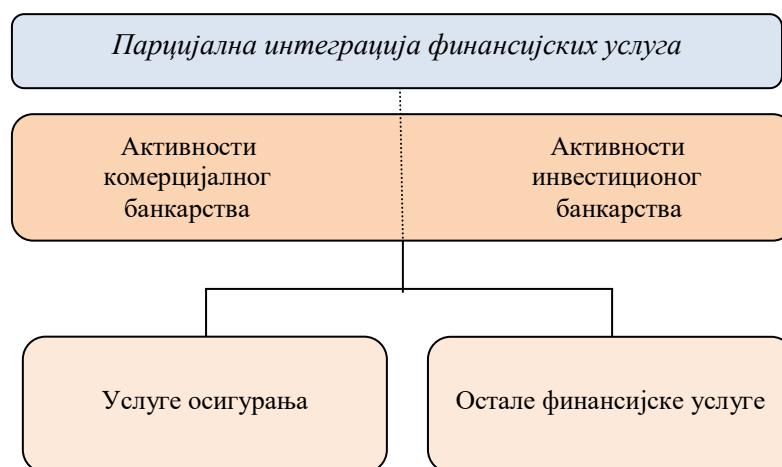 Парцијална интеграција финансијских услуга
Активности
комерцијалног
банкарства
Активности
инвестиционог
банкарства
Услуге осигурања
Остале финансијске услуге